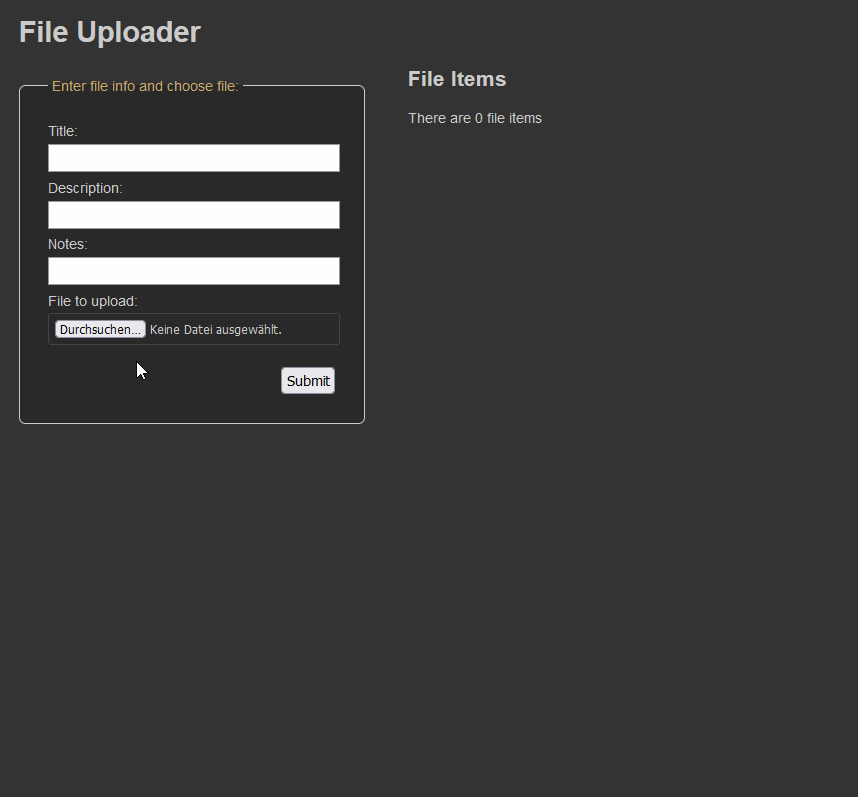 File Uploader
Enter file info and choose file:
Title:
Description:
Notes:
File to upload:
Durchsuchen... Keine Datei ausgewählt.
Submit
File Items
There are 0 file items